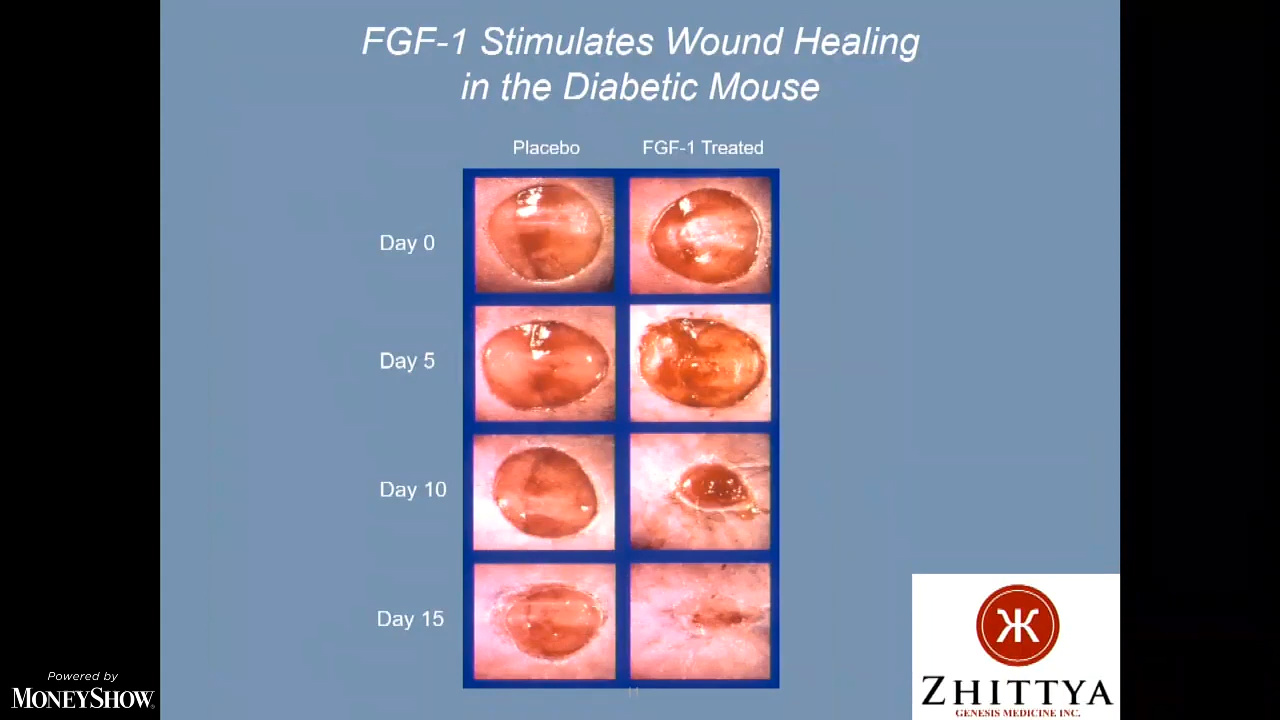 FGF-1 Stimulates Wound Healing
in the Diabetic Mouse
Placebo
FGF-1 Treated
Day 0
Day 5
Day 10
Day 15
Powered by
MONEYSHOW
ZHITTYA
GENESIS MEDICINE INC.